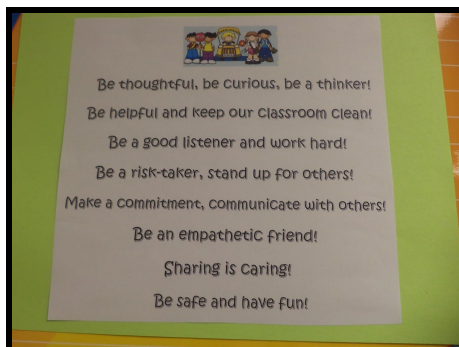 Be thoughtful, be curious, be a thinker!
Be helpful and keep our classroom clean!
Be a good listener and work hard!
Be a risk-taker, stand up for others!
Make a commitment, communicate with others!
Be an empathetic friend!
Sharing is caring!
Be safe and have fun!